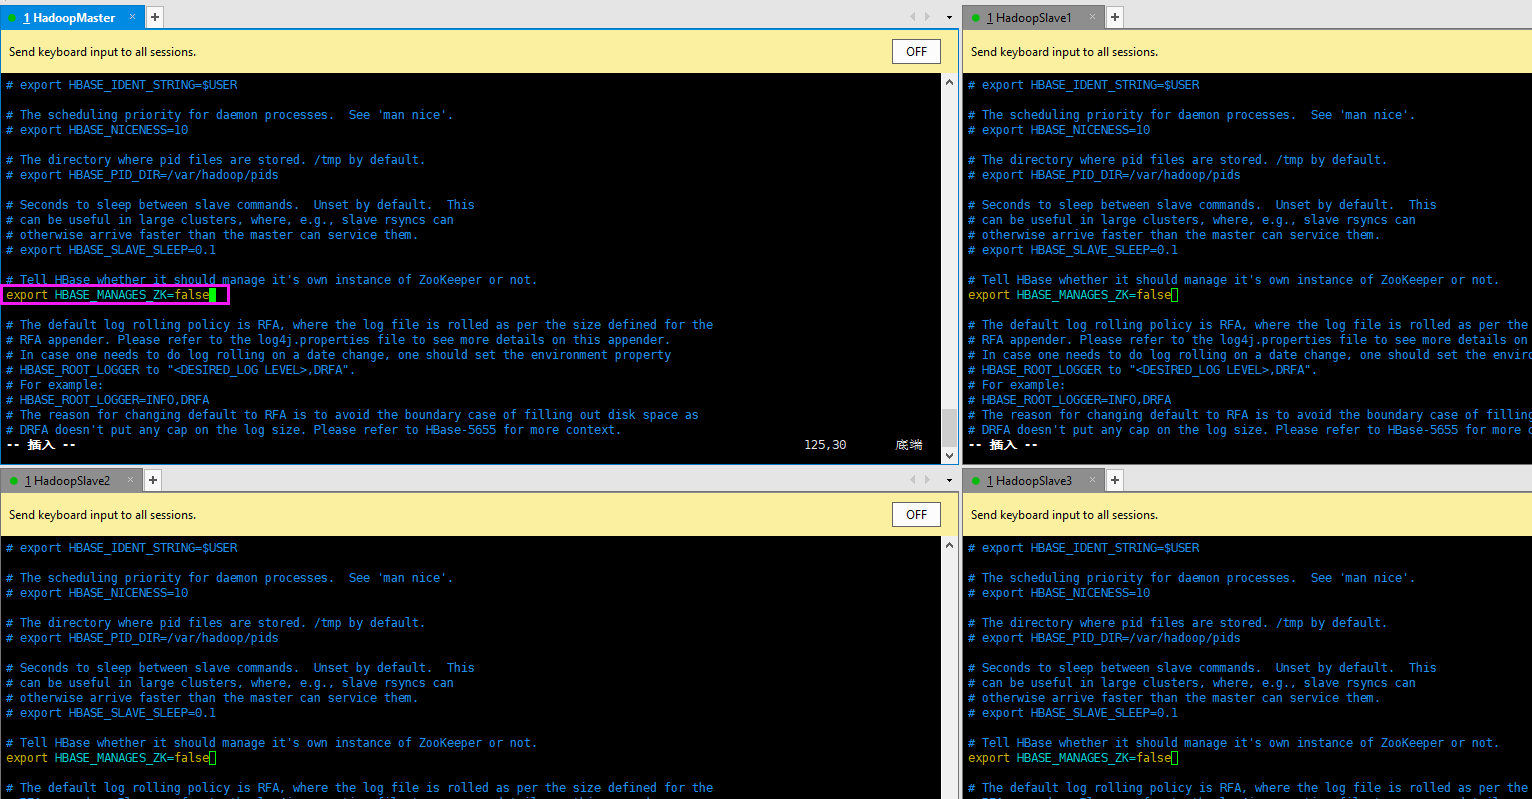 1 HadoopMaster × +
Send keyboard input to all sessions. OFF
# export HBASE_IDENT_STRING=$USER
# The scheduling priority for daemon processes.  See 'man nice'.
# export HBASE_NICENESS=10
# The directory where pid files are stored. /tmp by default.
# export HBASE_PID_DIR=/var/hadoop/pids
# Seconds to sleep between slave commands.  Unset by default.  This
# can be useful in large clusters, where, e.g., slave rsyncs can
# otherwise arrive faster than the master can service them.
# export HBASE_SLAVE_SLEEP=0.1
# Tell HBase whether it should manage it's own instance of ZooKeeper or not.
export HBASE_MANAGES_ZK=false
# The default log rolling policy is RFA, where the log file is rolled as per the size defined for the
# RFA appender. Please refer to the log4j.properties file to see more details on this appender.
# In case one needs to do log rolling on a date change, one should set the environment property
# HBASE_ROOT_LOGGER to "<DESIRED_LOG LEVEL>,DRFA".
# For example:
# HBASE_ROOT_LOGGER=INFO,DRFA
# The reason for changing default to RFA is to avoid the boundary case of filling out disk space as
# DRFA doesn't put any cap on the log size. Please refer to HBase-5655 for more context.
-- 插入 -- 125,30 底端
1 HadoopSlave1 × +
Send keyboard input to all sessions.
# export HBASE_IDENT_STRING=$USER
# The scheduling priority for daemon processes.  See 'man nice'.
# export HBASE_NICENESS=10
# The directory where pid files are stored. /tmp by default.
# export HBASE_PID_DIR=/var/hadoop/pids
# Seconds to sleep between slave commands.  Unset by default.  This
# can be useful in large clusters, where, e.g., slave rsyncs can
# otherwise arrive faster than the master can service them.
# export HBASE_SLAVE_SLEEP=0.1
# Tell HBase whether it should manage it's own instance of ZooKeeper or not.
export HBASE_MANAGES_ZK=false
# The default log rolling policy is RFA, where the log file is rolled as per the
# RFA appender. Please refer to the log4j.properties file to see more details on
# In case one needs to do log rolling on a date change, one should set the enviro
# HBASE_ROOT_LOGGER to "<DESIRED_LOG LEVEL>,DRFA".
# For example:
# HBASE_ROOT_LOGGER=INFO,DRFA
# The reason for changing default to RFA is to avoid the boundary case of filling
# DRFA doesn't put any cap on the log size. Please refer to HBase-5655 for more c
-- 插入 --
1 HadoopSlave2 × +
Send keyboard input to all sessions. OFF
# export HBASE_IDENT_STRING=$USER
# The scheduling priority for daemon processes.  See 'man nice'.
# export HBASE_NICENESS=10
# The directory where pid files are stored. /tmp by default.
# export HBASE_PID_DIR=/var/hadoop/pids
# Seconds to sleep between slave commands.  Unset by default.  This
# can be useful in large clusters, where, e.g., slave rsyncs can
# otherwise arrive faster than the master can service them.
# export HBASE_SLAVE_SLEEP=0.1
# Tell HBase whether it should manage it's own instance of ZooKeeper or not.
export HBASE_MANAGES_ZK=false
# The default log rolling policy is RFA, where the log file is rolled as per the size defined for the
1 HadoopSlave3 × +
Send keyboard input to all sessions.
# export HBASE_IDENT_STRING=$USER
# The scheduling priority for daemon processes.  See 'man nice'.
# export HBASE_NICENESS=10
# The directory where pid files are stored. /tmp by default.
# export HBASE_PID_DIR=/var/hadoop/pids
# Seconds to sleep between slave commands.  Unset by default.  This
# can be useful in large clusters, where, e.g., slave rsyncs can
# otherwise arrive faster than the master can service them.
# export HBASE_SLAVE_SLEEP=0.1
# Tell HBase whether it should manage it's own instance of ZooKeeper or not.
export HBASE_MANAGES_ZK=false
# The default log rolling policy is RFA, where the log file is rolled as per the